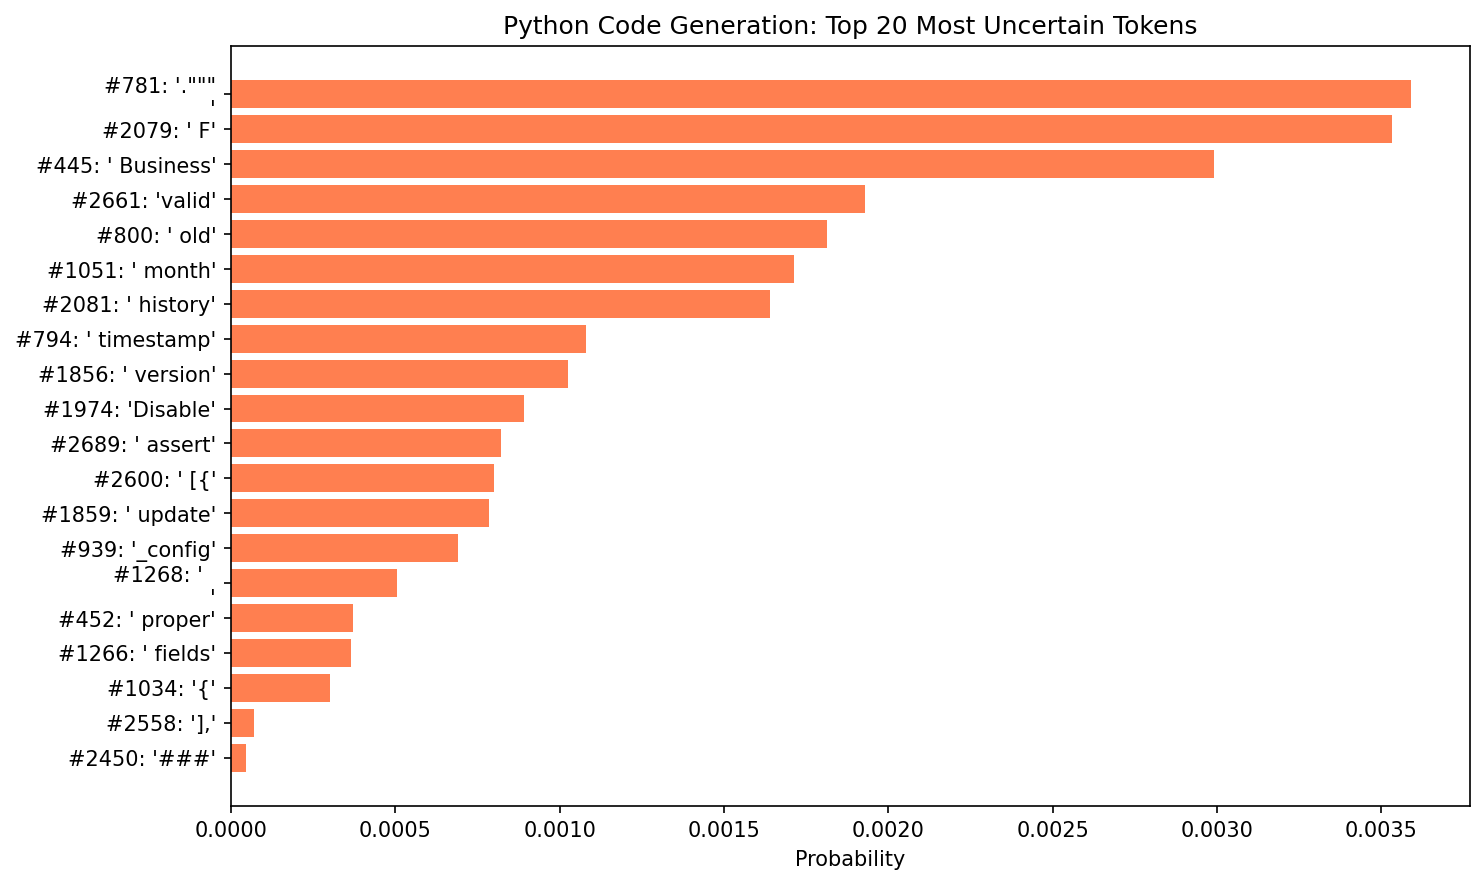 Python Code Generation: Top 20 Most Uncertain Tokens
#781: '."""
'
#2079: ' F'
#445: ' Business'
#2661: 'valid'
#800: ' old'
#1051: ' month'
#2081: ' history'
#794: ' timestamp'
#1856: ' version'
#1974: 'Disable'
#2689: ' assert'
#2600: ' [{'
#1859: ' update'
#939: '_config'
#1268: '
'
#452: ' proper'
#1266: ' fields'
#1034: '{'
#2558: '],'
#2450: '###'
0.0000 0.0005 0.0010 0.0015 0.0020 0.0025 0.0030 0.0035
Probability